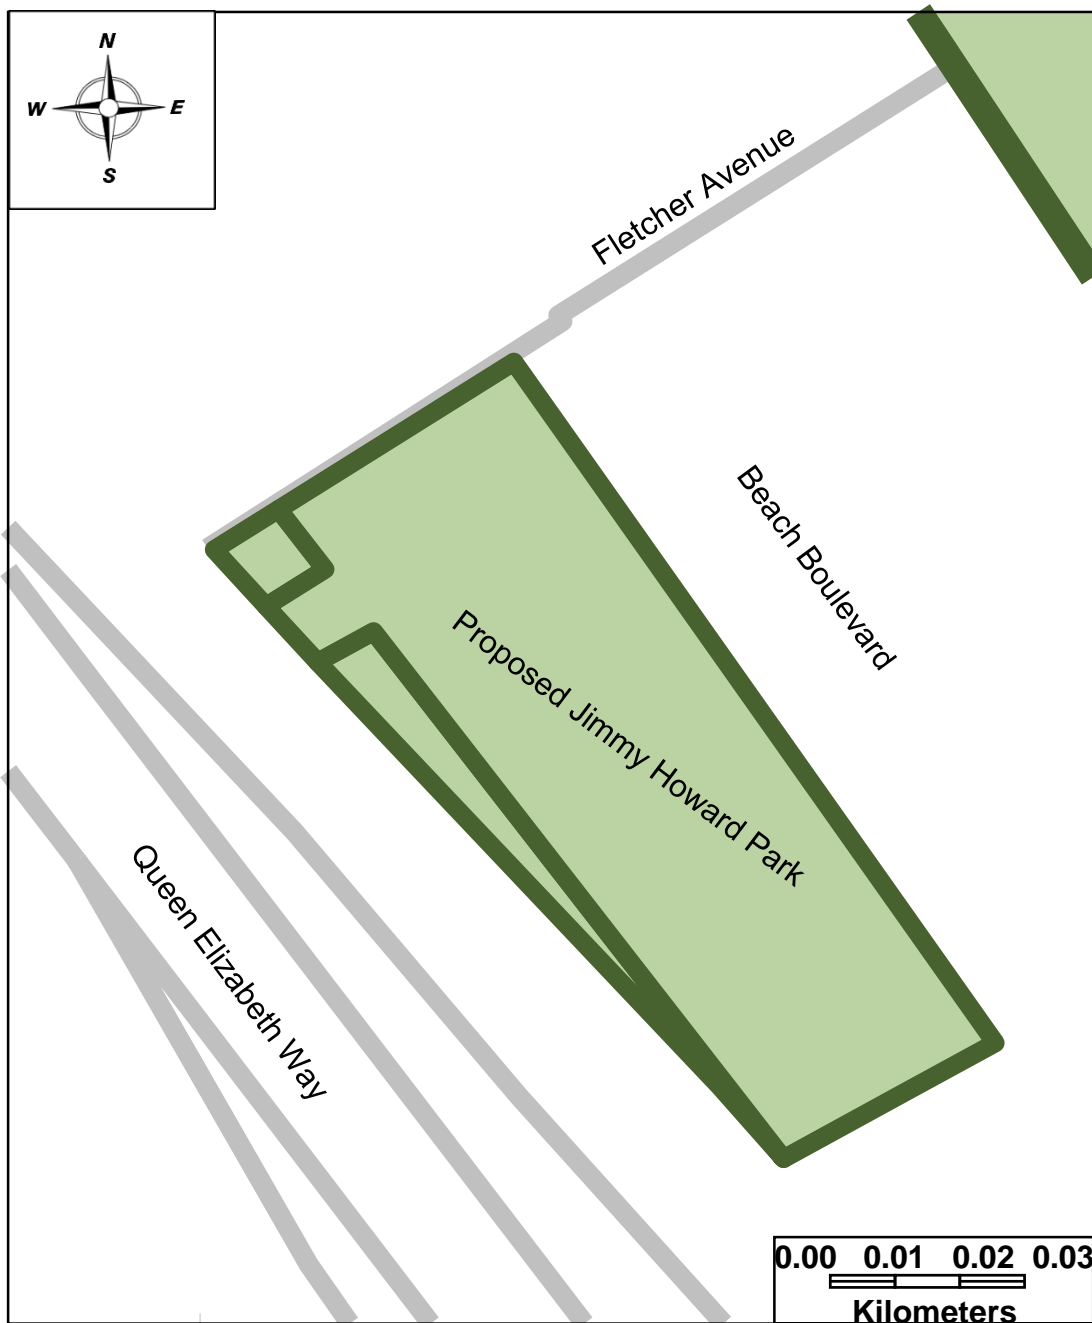 N
W E
S
Fletcher Avenue
Beach Boulevard
Proposed Jimmy Howard Park
Queen Elizabeth Way
0.00 0.01 0.02 0.03
Kilometers